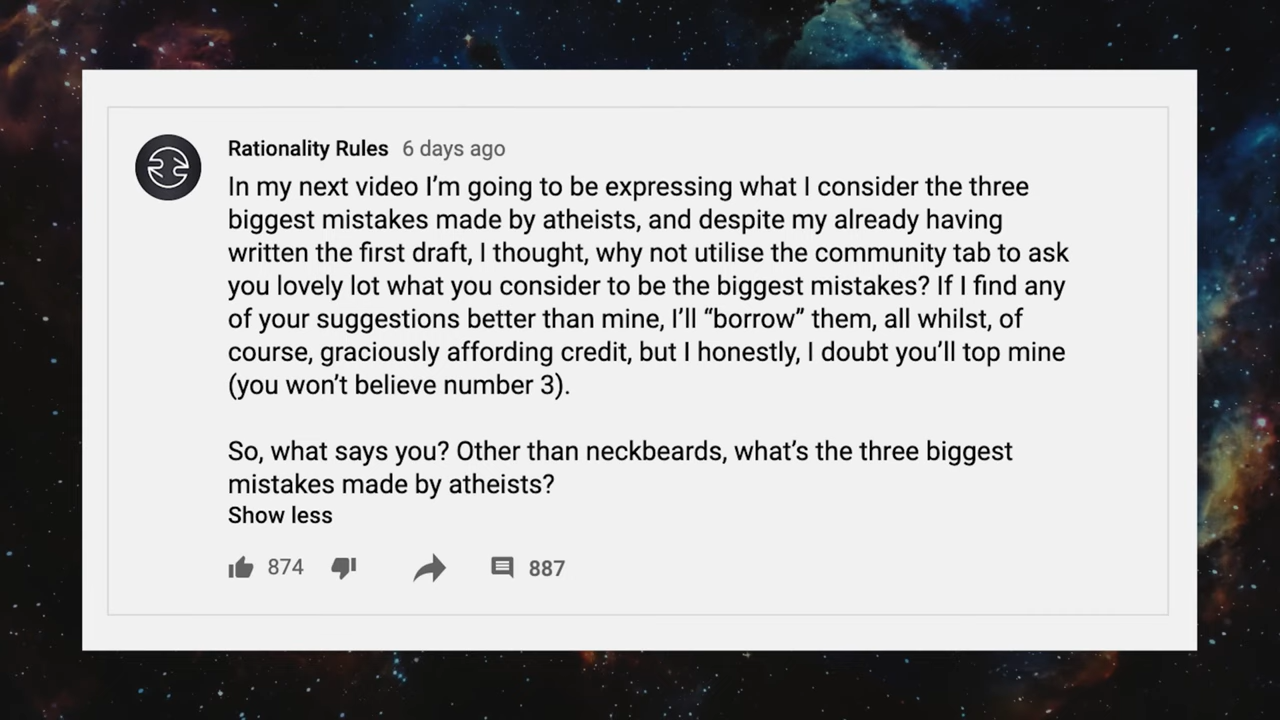 Rationality Rules 6 days ago
In my next video I’m going to be expressing what I consider the three
biggest mistakes made by atheists, and despite my already having
written the first draft, I thought, why not utilise the community tab to ask
you lovely lot what you consider to be the biggest mistakes? If I find any
of your suggestions better than mine, I’ll “borrow” them, all whilst, of
course, graciously affording credit, but I honestly, I doubt you’ll top mine
(you won’t believe number 3).
So, what says you? Other than neckbeards, what’s the three biggest
mistakes made by atheists?
Show less
874 887